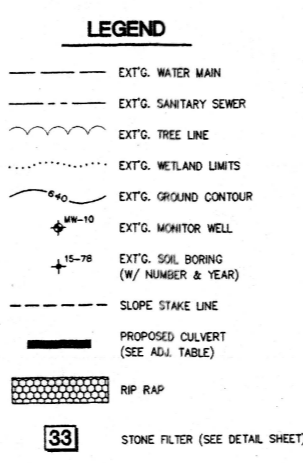 LEGEND
EXT'G. WATER MAIN
EXT'G. SANITARY SEWER
EXT'G. TREE LINE
EXT'G. WETLAND LIMITS
640 EXT'G. GROUND CONTOUR
MW-10 EXT'G. MONITOR WELL
15-78 EXT'G. SOIL BORING
(W/ NUMBER & YEAR)
SLOPE STAKE LINE
PROPOSED CULVERT
(SEE ADJ. TABLE)
RIP RAP
33 STONE FILTER (SEE DETAIL SHEET)